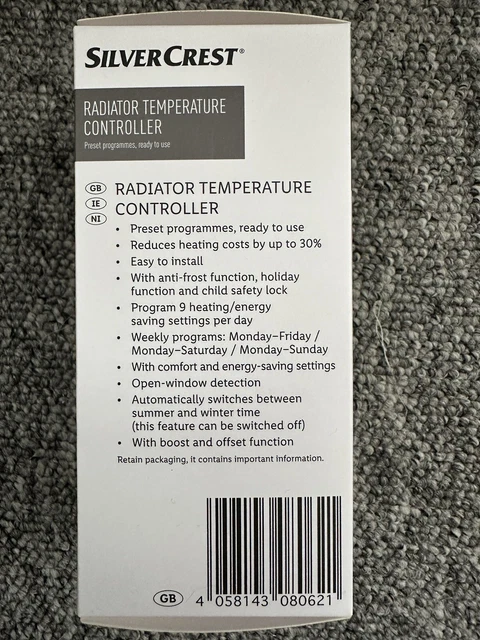 SILVERCREST®
RADIATOR TEMPERATURE
CONTROLLER
Preset programmes, ready to use
GB
IE
NI
RADIATOR TEMPERATURE
CONTROLLER
• Preset programmes, ready to use
• Reduces heating costs by up to 30%
• Easy to install
• With anti-frost function, holiday
function and child safety lock
• Program 9 heating/energy
saving settings per day
• Weekly programs: Monday–Friday /
Monday–Saturday / Monday–Sunday
• With comfort and energy-saving settings
• Open-window detection
• Automatically switches between
summer and winter time
(this feature can be switched off)
• With boost and offset function
Retain packaging, it contains important information.
GB
4 058143 080621